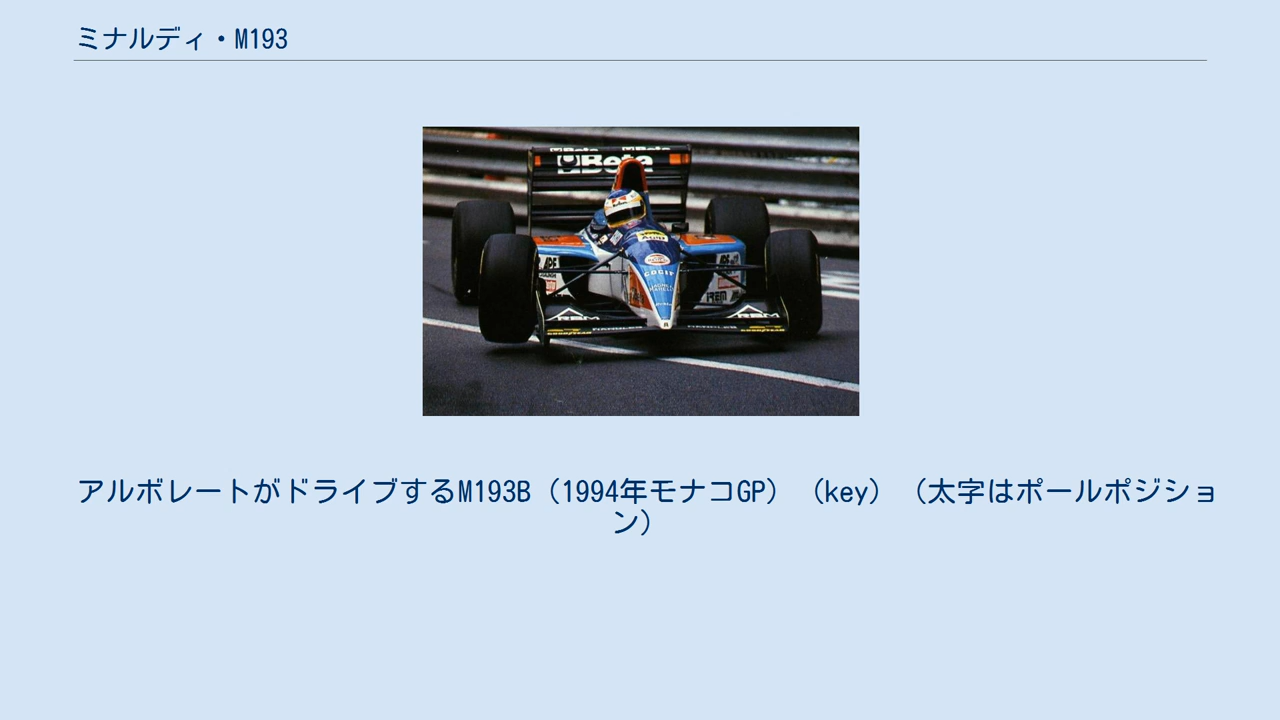 ミナルディ・M193
Beta
アルボレートがドライブするM193B（1994年モナコGP）（key）（太字はポールポジショ
ン）